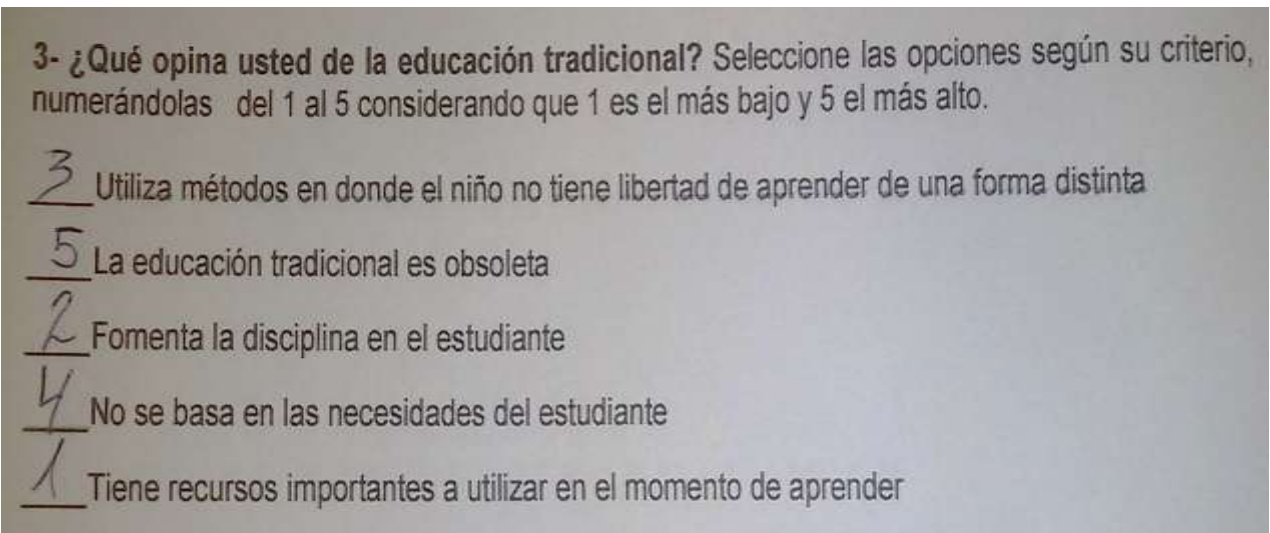 3- ¿Qué opina usted de la educación tradicional? Seleccione las opciones según su criterio,
numerándolas del 1 al 5 considerando que 1 es el más bajo y 5 el más alto.
3 Utiliza métodos en donde el niño no tiene libertad de aprender de una forma distinta
5 La educación tradicional es obsoleta
2 Fomenta la disciplina en el estudiante
4 No se basa en las necesidades del estudiante
1 Tiene recursos importantes a utilizar en el momento de aprender